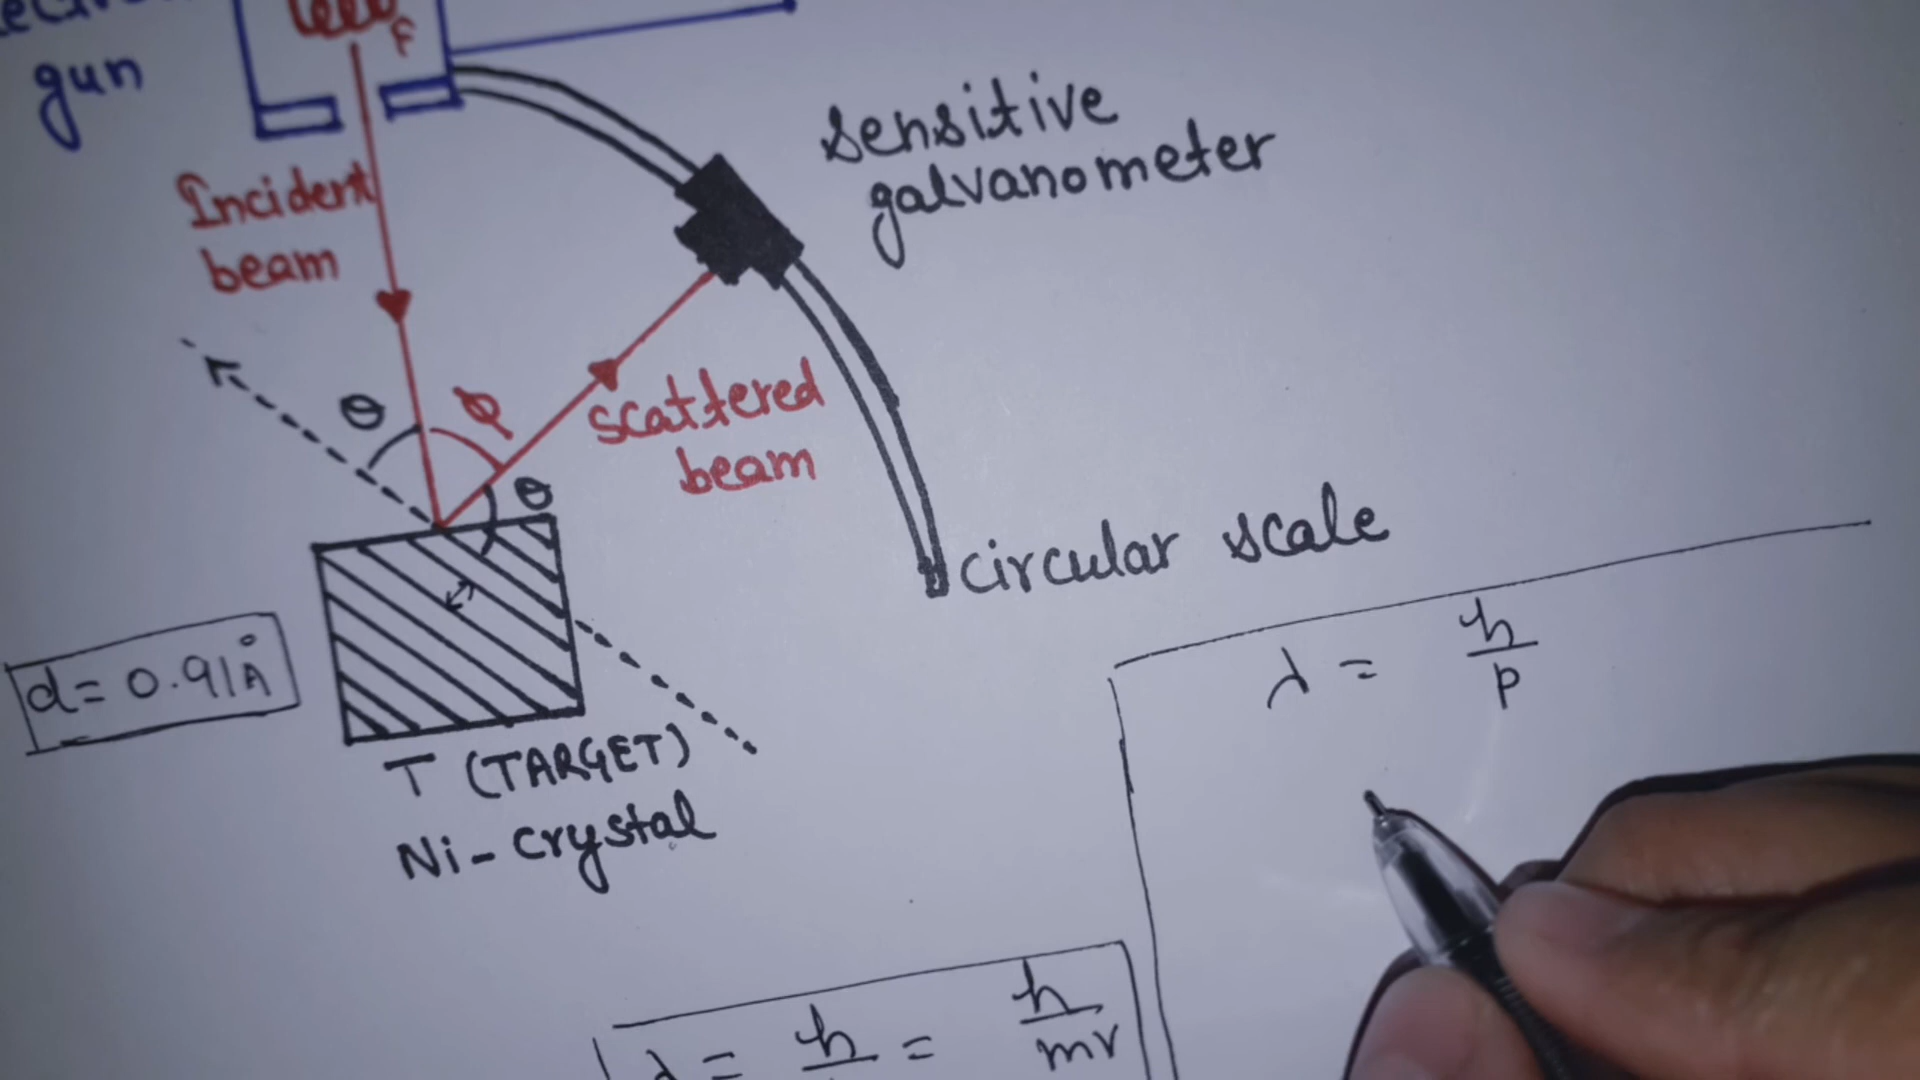 gun
F
Incident
beam
sensitive
galvanometer
θ
φ
scattered
beam
θ
circular scale
d = 0.91Å
T (TARGET)
Ni-crystal
λ = h/p
λ = h/ = h/mv